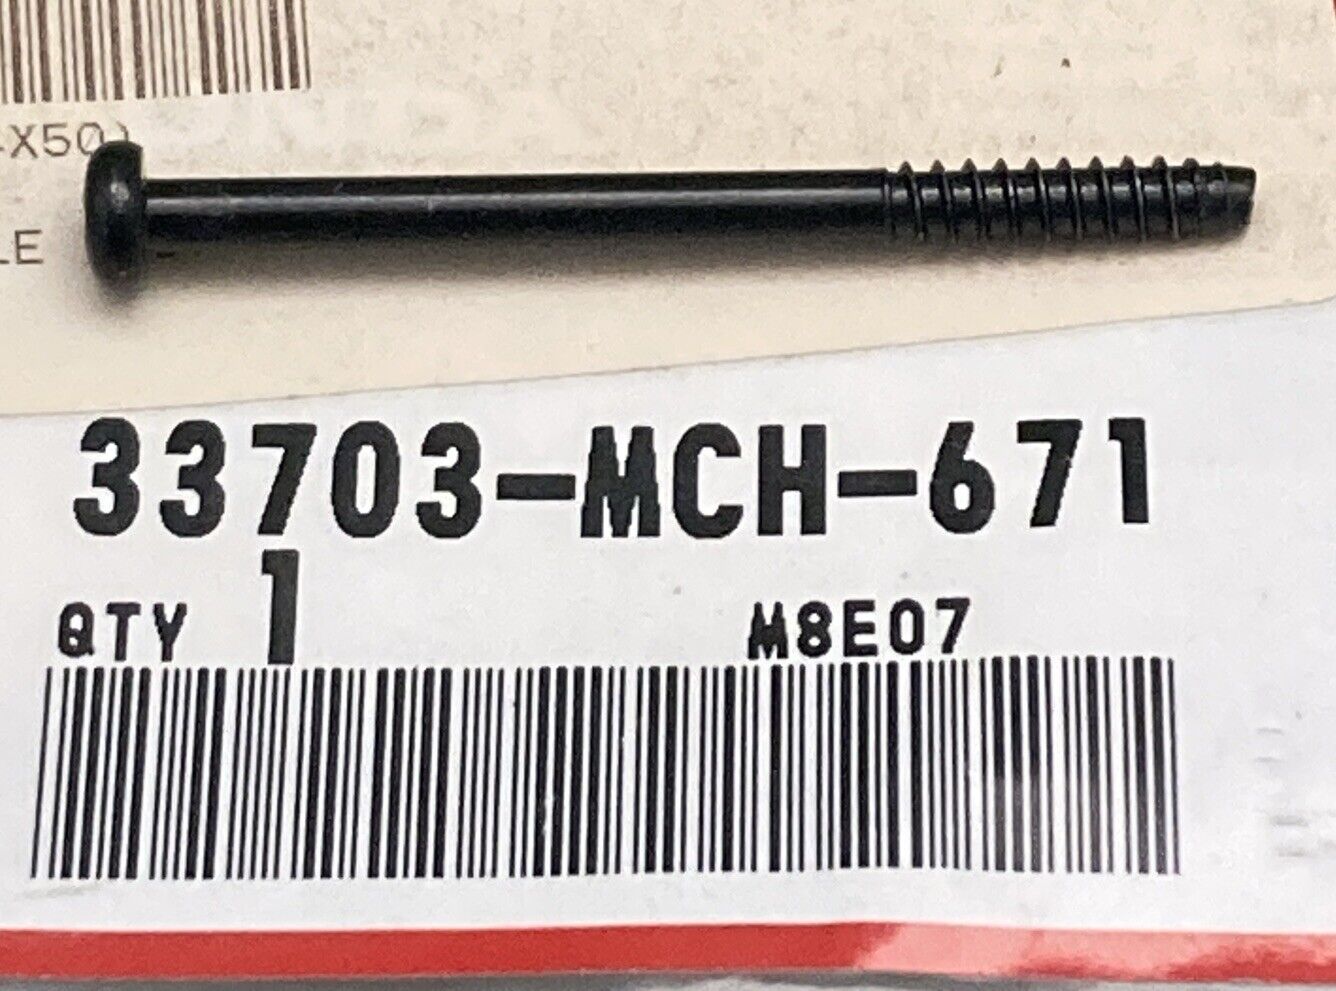 X50)
LE
33703-MCH-671
QTY 1 M8E07